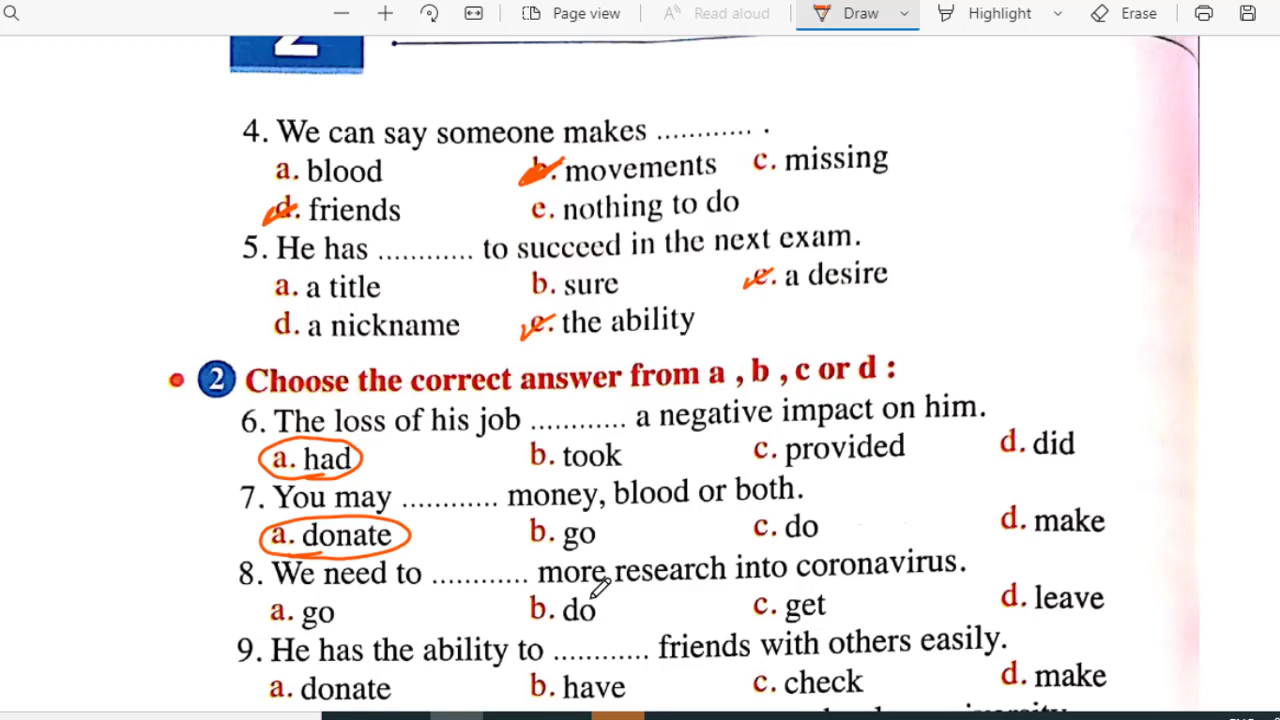 Page view
Read aloud
Draw
Highlight
Erase
2
4. We can say someone makes ............ .
a. blood b. movements c. missing
d. friends e. nothing to do
5. He has ............ to succeed in the next exam.
a. a title b. sure c. a desire
d. a nickname e. the ability
2 Choose the correct answer from a , b , c or d :
6. The loss of his job ............ a negative impact on him.
a. had b. took c. provided d. did
7. You may ............ money, blood or both.
a. donate b. go c. do d. make
8. We need to ............ more research into coronavirus.
a. go b. do c. get d. leave
9. He has the ability to ............ friends with others easily.
a. donate b. have c. check d. make